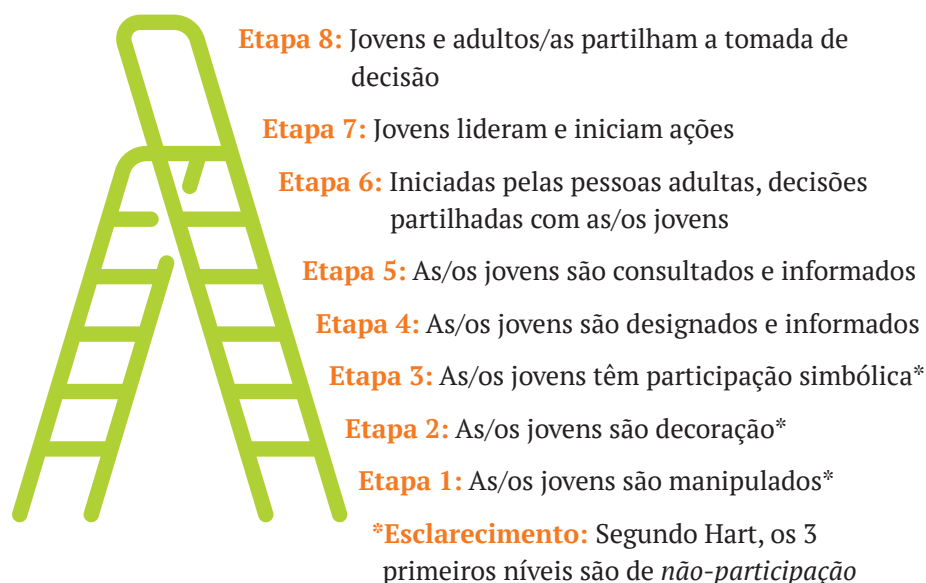 Etapa 8: Jovens e adultos/as partilham a tomada de
decisão
Etapa 7: Jovens lideram e iniciam ações
Etapa 6: Iniciadas pelas pessoas adultas, decisões
partilhadas com as/os jovens
Etapa 5: As/os jovens são consultados e informados
Etapa 4: As/os jovens são designados e informados
Etapa 3: As/os jovens têm participação simbólica*
Etapa 2: As/os jovens são decoração*
Etapa 1: As/os jovens são manipulados*
*Esclarecimento: Segundo Hart, os 3
primeiros níveis são de não-participação